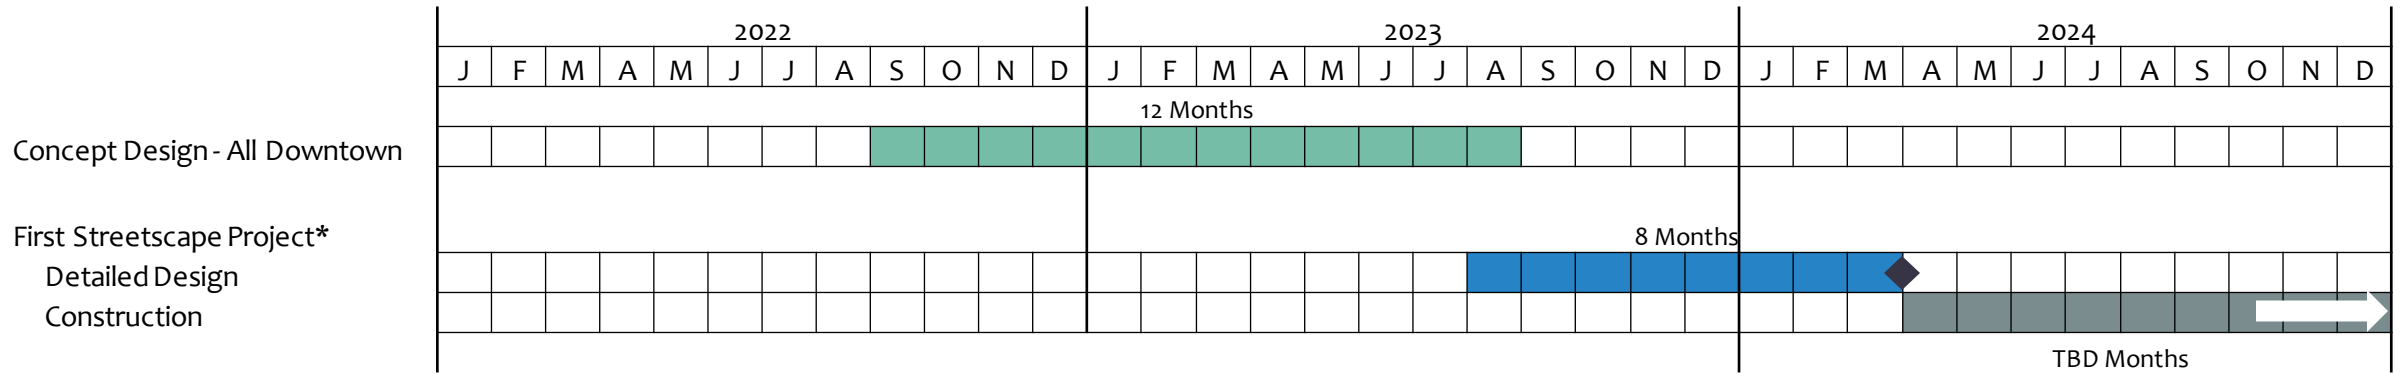 2022 2023 2024
J F M A M J J A S O N D J F M A M J J A S O N D J F M A M J J A S O N D
12 Months
Concept Design - All Downtown
First Streetscape Project* 8 Months
Detailed Design
Construction
TBD Months